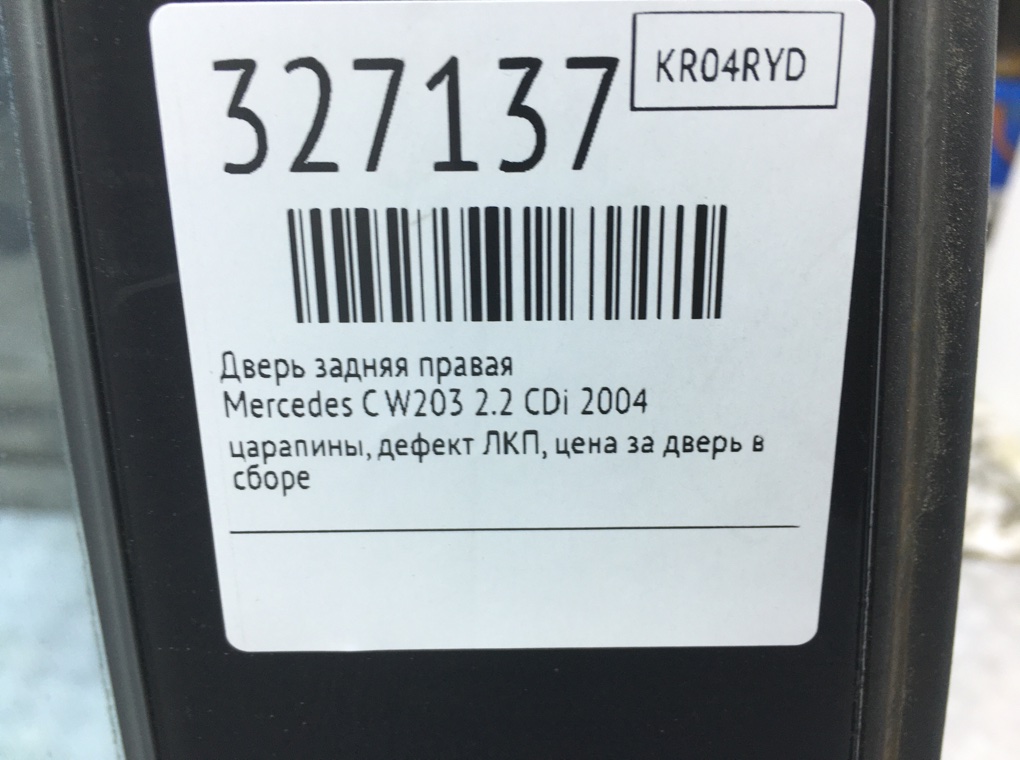 327137
KR04RYD
Дверь задняя правая
Mercedes C W203 2.2 CDi 2004
царапины, дефект ЛКП, цена за дверь в
сборе